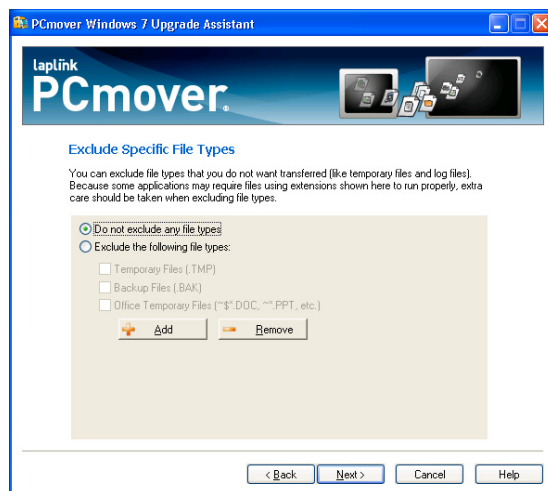 PCmover Windows 7 Upgrade Assistant
laplink
PCmover.
Exclude Specific File Types
You can exclude file types that you do not want transferred (like temporary files and log files).
Because some applications may require files using extensions shown here to run properly, extra
care should be taken when excluding file types.
Do not exclude any file types
Exclude the following file types:
Temporary Files (.TMP)
Backup Files (.BAK)
Office Temporary Files (~$*.DOC, ~*.PPT, etc.)
Add Remove
< Back Next > Cancel Help